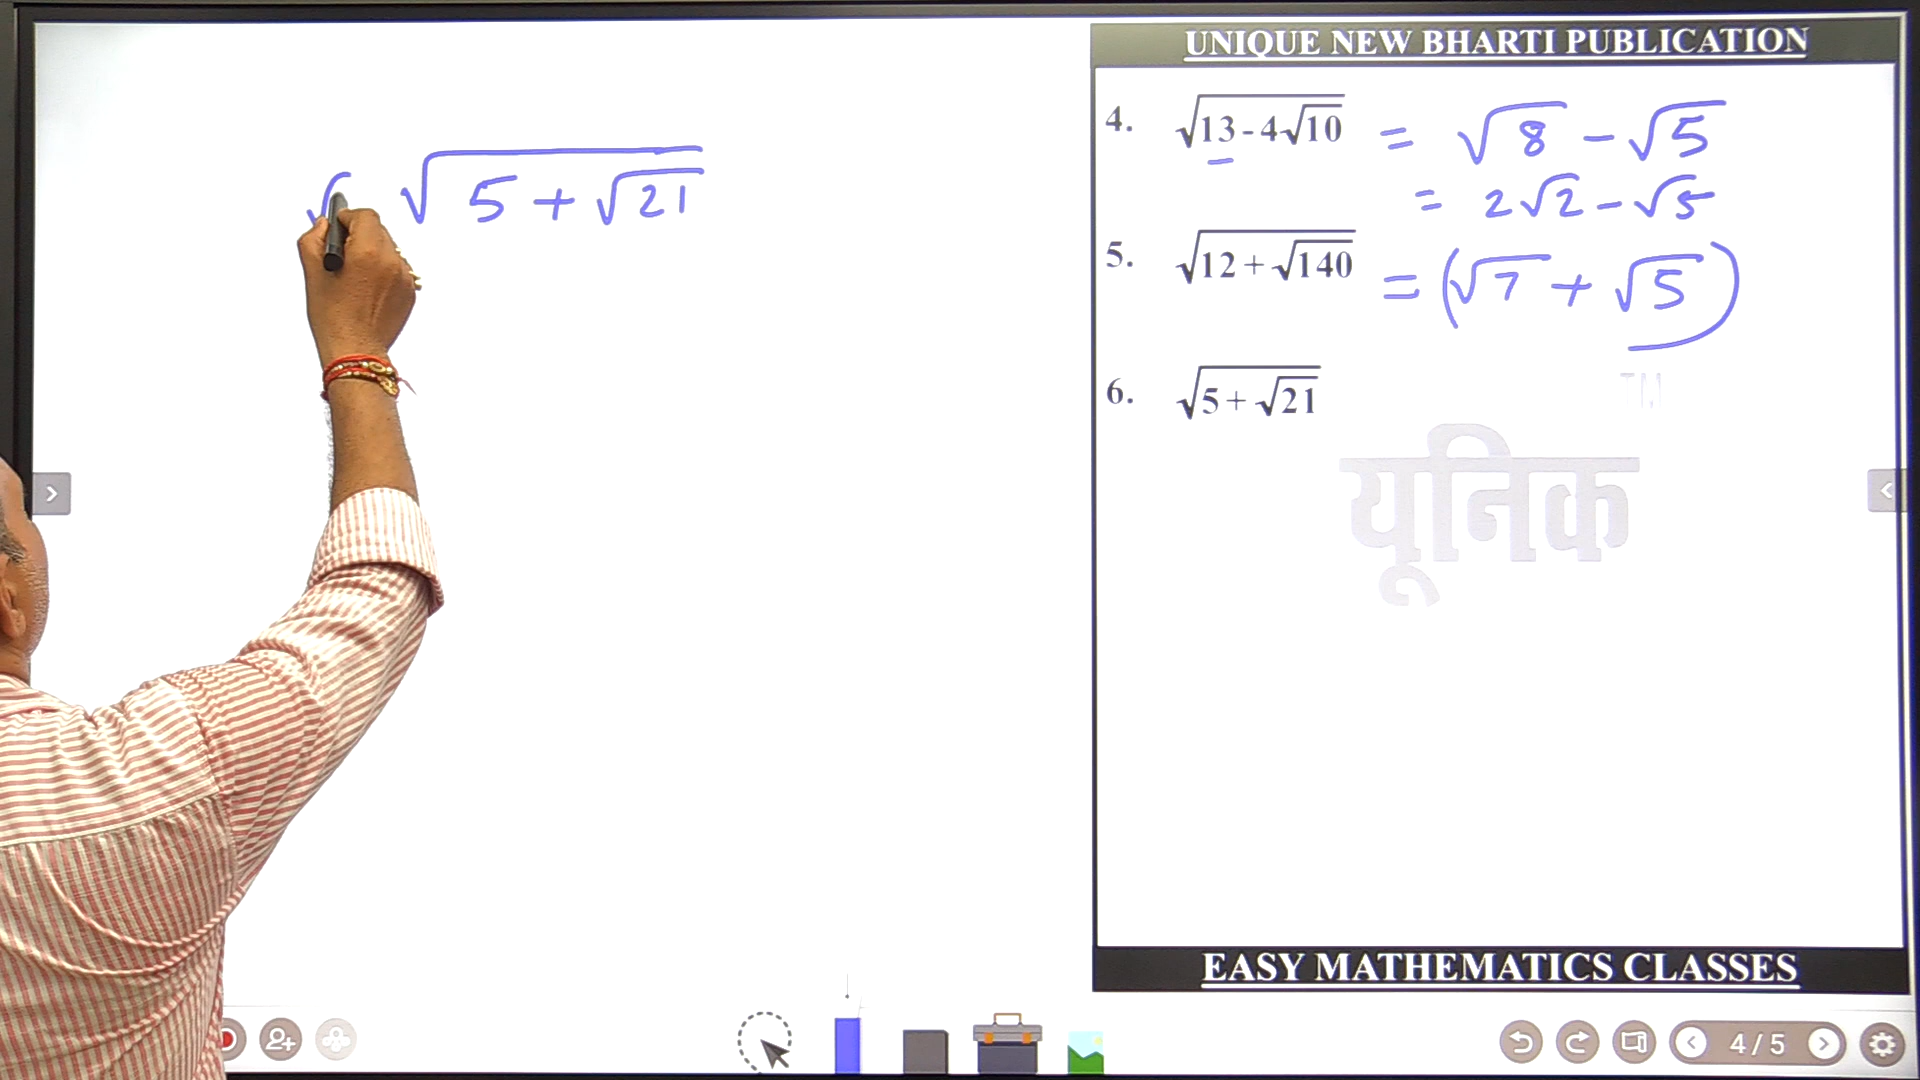 √ √(5 + √21)
UNIQUE NEW BHARTI PUBLICATION
4. √(13 - 4√10) = √8 - √5
= 2√2 - √5
5. √(12 + √140) = (√7 + √5)
6. √(5 + √21)
यूनिक
EASY MATHEMATICS CLASSES
4 / 5